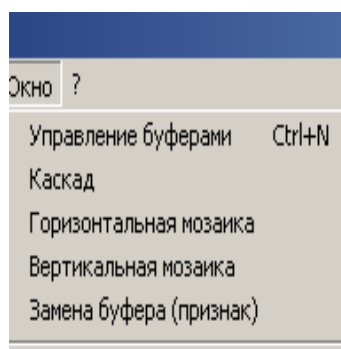 Окно ?
Управление буферами Ctrl+N
Каскад
Горизонтальная мозаика
Вертикальная мозаика
Замена буфера (признак)